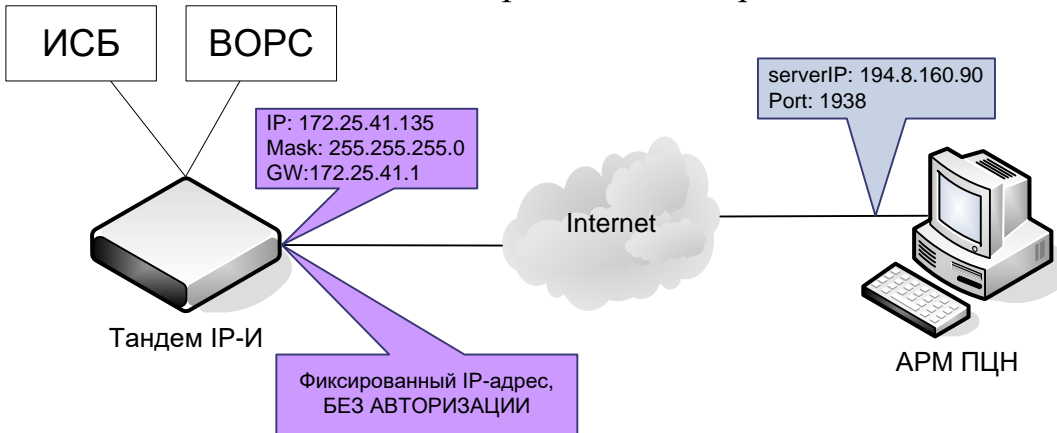 ИСБ
ВОРС
serverIP: 194.8.160.90
Port: 1938
IP: 172.25.41.135
Mask: 255.255.255.0
GW:172.25.41.1
Internet
Тандем IP-И
АРМ ПЦН
Фиксированный IP-адрес,
БЕЗ АВТОРИЗАЦИИ